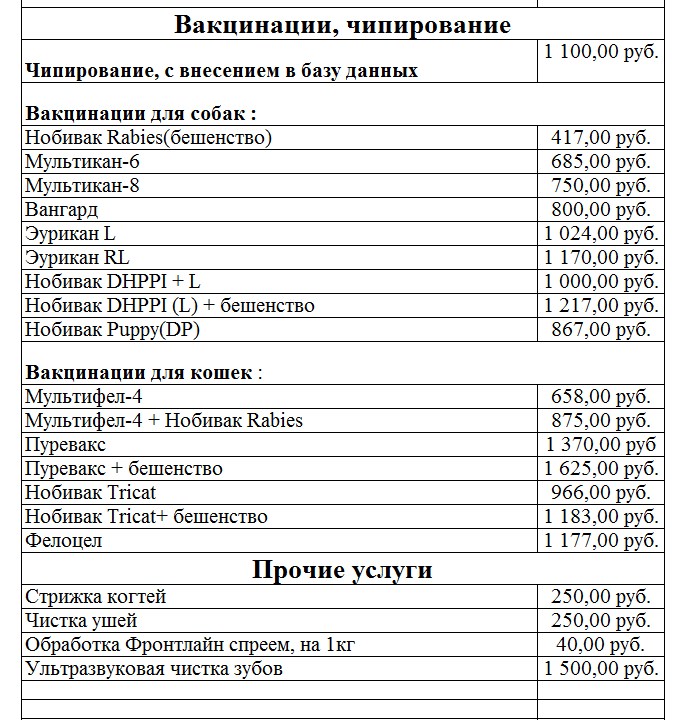 Вакцинации, чипирование
Чипирование, с внесением в базу данных 1 100,00 руб.
Вакцинации для собак :
Нобивак Rabies(бешенство) 417,00 руб.
Мультикан-6 685,00 руб.
Мультикан-8 750,00 руб.
Вангард 800,00 руб.
Эурикан L 1 024,00 руб.
Эурикан RL 1 170,00 руб.
Нобивак DHPPI + L 1 000,00 руб.
Нобивак DHPPI (L) + бешенство 1 217,00 руб.
Нобивак Puppy(DP) 867,00 руб.
Вакцинации для кошек :
Мультифел-4 658,00 руб.
Мультифел-4 + Нобивак Rabies 875,00 руб.
Пуревакс 1 370,00 руб
Пуревакс + бешенство 1 625,00 руб.
Нобивак Tricat 966,00 руб.
Нобивак Tricat+ бешенство 1 183,00 руб.
Фелоцел 1 177,00 руб.
Прочие услуги
Стрижка когтей 250,00 руб.
Чистка ушей 250,00 руб.
Обработка Фронтлайн спреем, на 1кг 40,00 руб.
Ультразвуковая чистка зубов 1 500,00 руб.